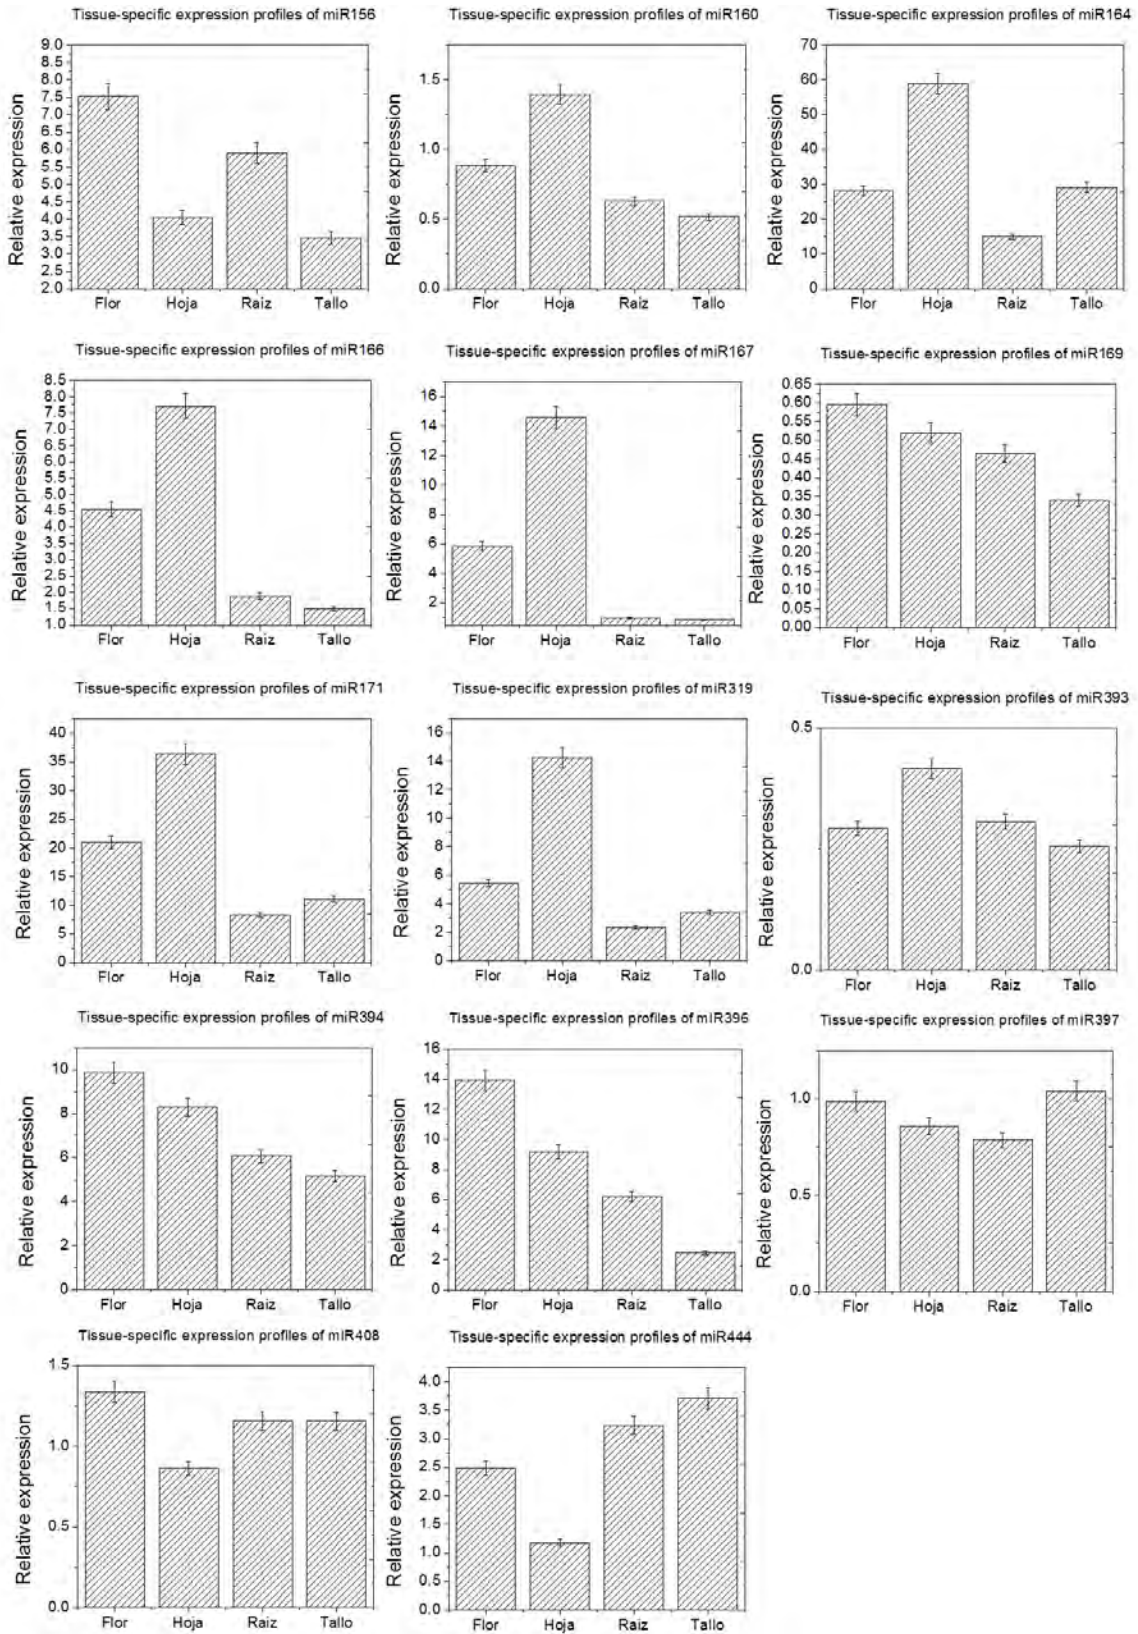 Tissue-specific expression profiles of miR156
Relative expression
9.0
8.5
8.0
7.5
7.0
6.5
6.0
5.5
5.0
4.5
4.0
3.5
3.0
2.5
2.0
Flor Hoja Raiz Tallo
Tissue-specific expression profiles of miR160
Relative expression
1.5
1.0
0.5
0.0
Flor Hoja Raiz Tallo
Tissue-specific expression profiles of miR164
Relative expression
70
60
50
40
30
20
10
0
Flor Hoja Raiz Tallo
Tissue-specific expression profiles of miR166
Relative expression
8.5
8.0
7.5
7.0
6.5
6.0
5.5
5.0
4.5
4.0
3.5
3.0
2.5
2.0
1.5
1.0
Flor Hoja Raiz Tallo
Tissue-specific expression profiles of miR167
Relative expression
16
14
12
10
8
6
4
2
Flor Hoja Raiz Tallo
Tissue-specific expression profiles of miR169
Relative expression
0.65
0.60
0.55
0.50
0.45
0.40
0.35
0.30
0.25
0.20
0.15
0.10
0.05
0.00
Flor Hoja Raiz Tallo
Tissue-specific expression profiles of miR171
Relative expression
40
35
30
25
20
15
10
5
0
Flor Hoja Raiz Tallo
Tissue-specific expression profiles of miR319
Relative expression
16
14
12
10
8
6
4
2
0
Flor Hoja Raiz Tallo
Tissue-specific expression profiles of miR393
Relative expression
0.5
0.0
Flor Hoja Raiz Tallo
Tissue-specific expression profiles of miR394
Relative expression
10
8
6
4
2
0
Flor Hoja Raiz Tallo
Tissue-specific expression profiles of miR396
Relative expression
16
14
12
10
8
6
4
2
0
Flor Hoja Raiz Tallo
Tissue-specific expression profiles of miR397
Relative expression
1.0
0.5
0.0
Flor Hoja Raiz Tallo
Tissue-specific expression profiles of miR408
Relative expression
1.5
1.0
0.5
0.0
Flor Hoja Raiz Tallo
Tissue-specific expression profiles of miR444
Relative expression
4.0
3.5
3.0
2.5
2.0
1.5
1.0
0.5
0.0
Flor Hoja Raiz Tallo